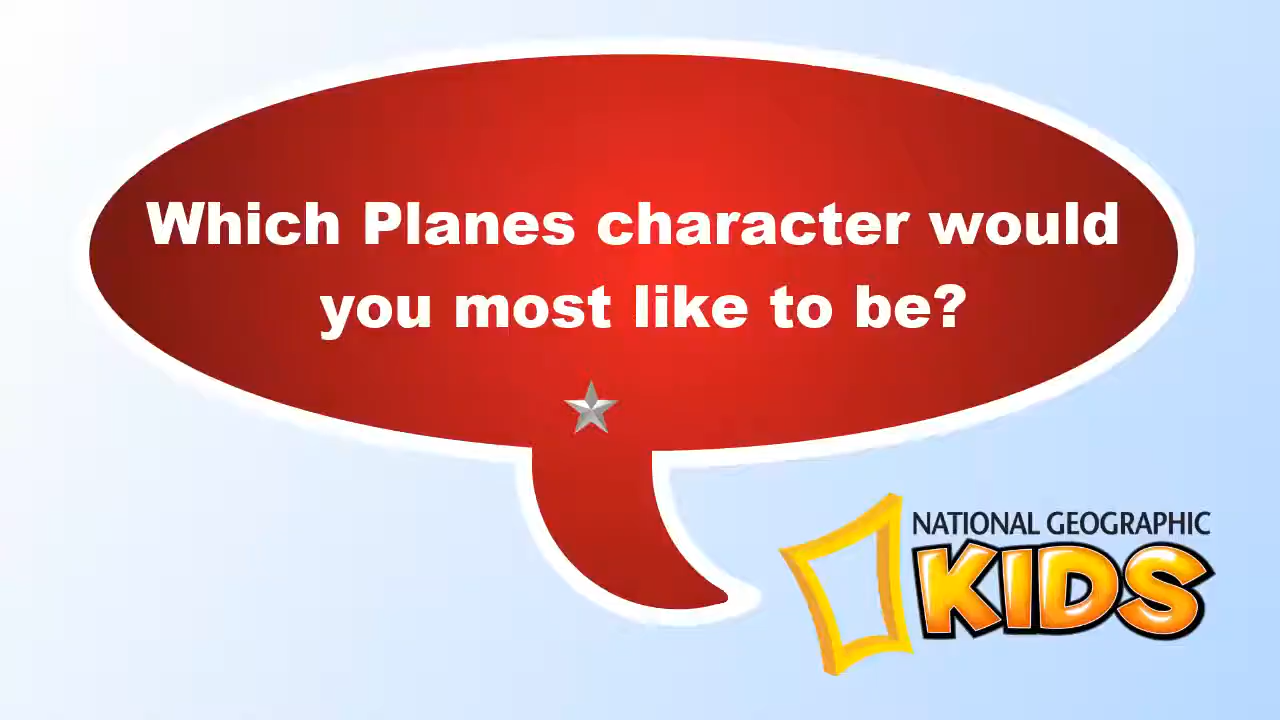 Which Planes character would
you most like to be?
NATIONAL GEOGRAPHIC
KIDS